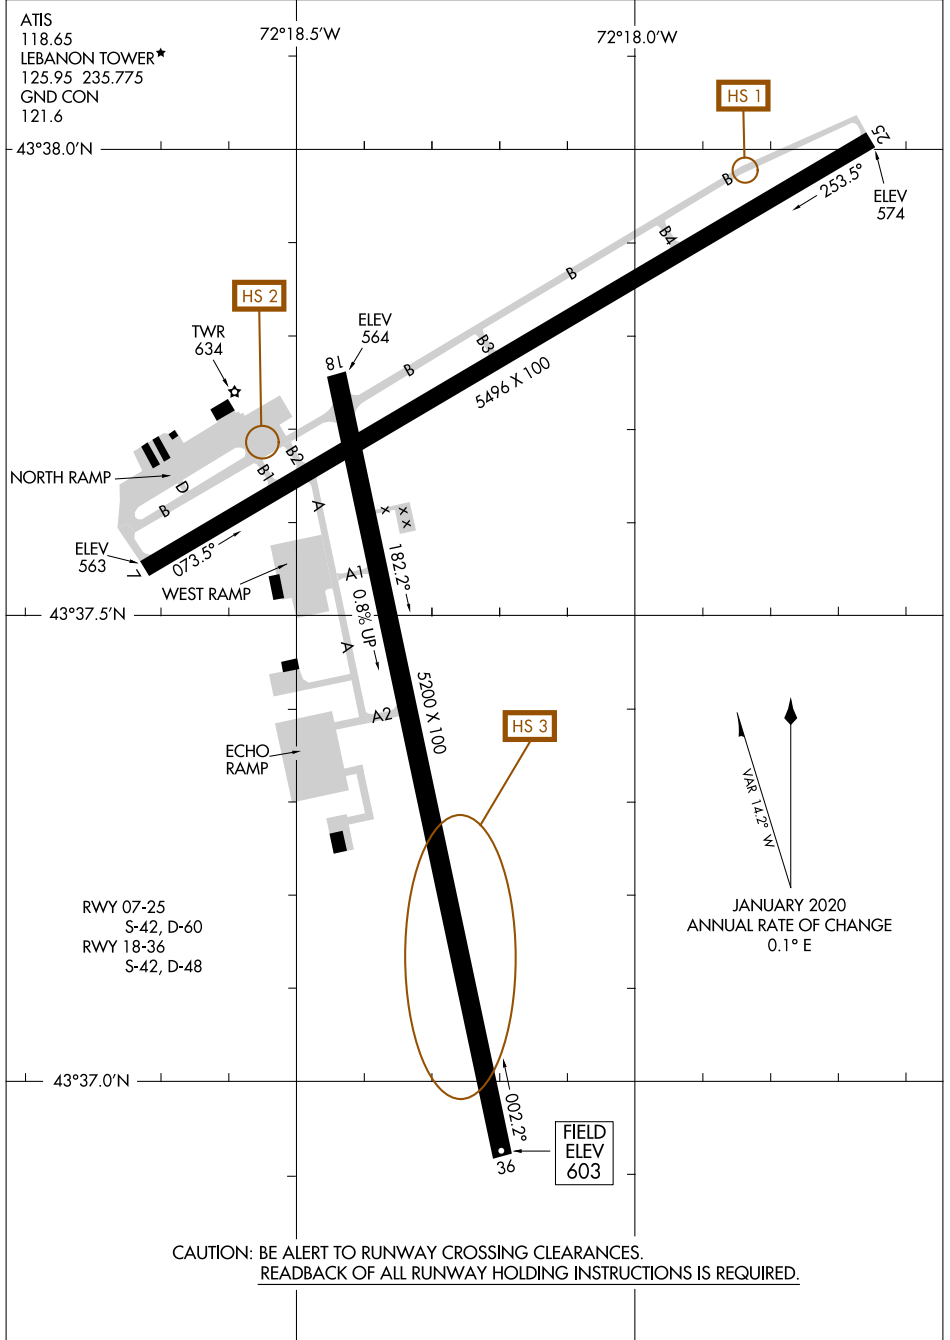 ATIS
118.65
LEBANON TOWER★
125.95 235.775
GND CON
121.6
72°18.5'W
72°18.0'W
HS 1
43°38.0'N
25
253.5°
ELEV
574
B
B4
B
HS 2
TWR
634
ELEV
564
18
B3
B
5496 X 100
B2
B1
NORTH RAMP
D
B
A
X
X
X
ELEV
563
7
073.5°
182.2°
WEST RAMP
A1
0.8% UP
43°37.5'N
A
5200 X 100
A2
HS 3
ECHO
RAMP
VAR 14.2° W
JANUARY 2020
ANNUAL RATE OF CHANGE
0.1° E
RWY 07-25
S-42, D-60
RWY 18-36
S-42, D-48
43°37.0'N
002.2°
36
FIELD
ELEV
603
CAUTION: BE ALERT TO RUNWAY CROSSING CLEARANCES.
READBACK OF ALL RUNWAY HOLDING INSTRUCTIONS IS REQUIRED.